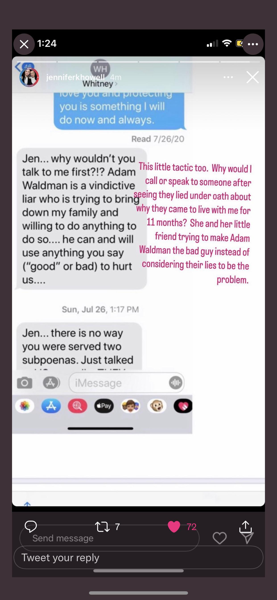 1:24
WH
jenniferkhowell 4m
Whitney
love you and protecting
you is something I will
do now and always.
Read 7/26/20
Jen... why wouldn't you
talk to me first?!? Adam
Waldman is a vindictive
liar who is trying to bring
down my family and
willing to do anything to
do so.... he can and will
use anything you say
("good" or bad) to hurt
us....
This little tactic too. Why would I
call or speak to someone after
seeing they lied under oath about
why they came to live with me for
11 months? She and her little
friend trying to make Adam
Waldman the bad guy instead of
considering their lies to be the
problem.
Sun, Jul 26, 1:17 PM
Jen... there is no way
you were served two
subpoenas. Just talked
iMessage
Pay
7
72
Send message
Tweet your reply